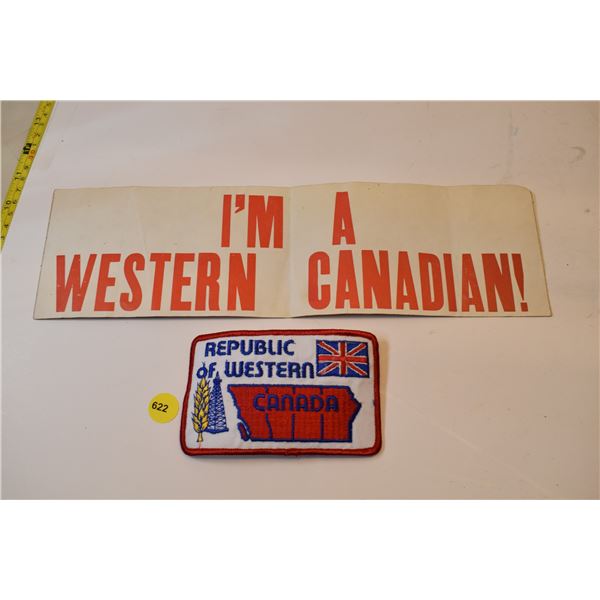 I'M A
WESTERN CANADIAN!
REPUBLIC
OF WESTERN
CANADA
622